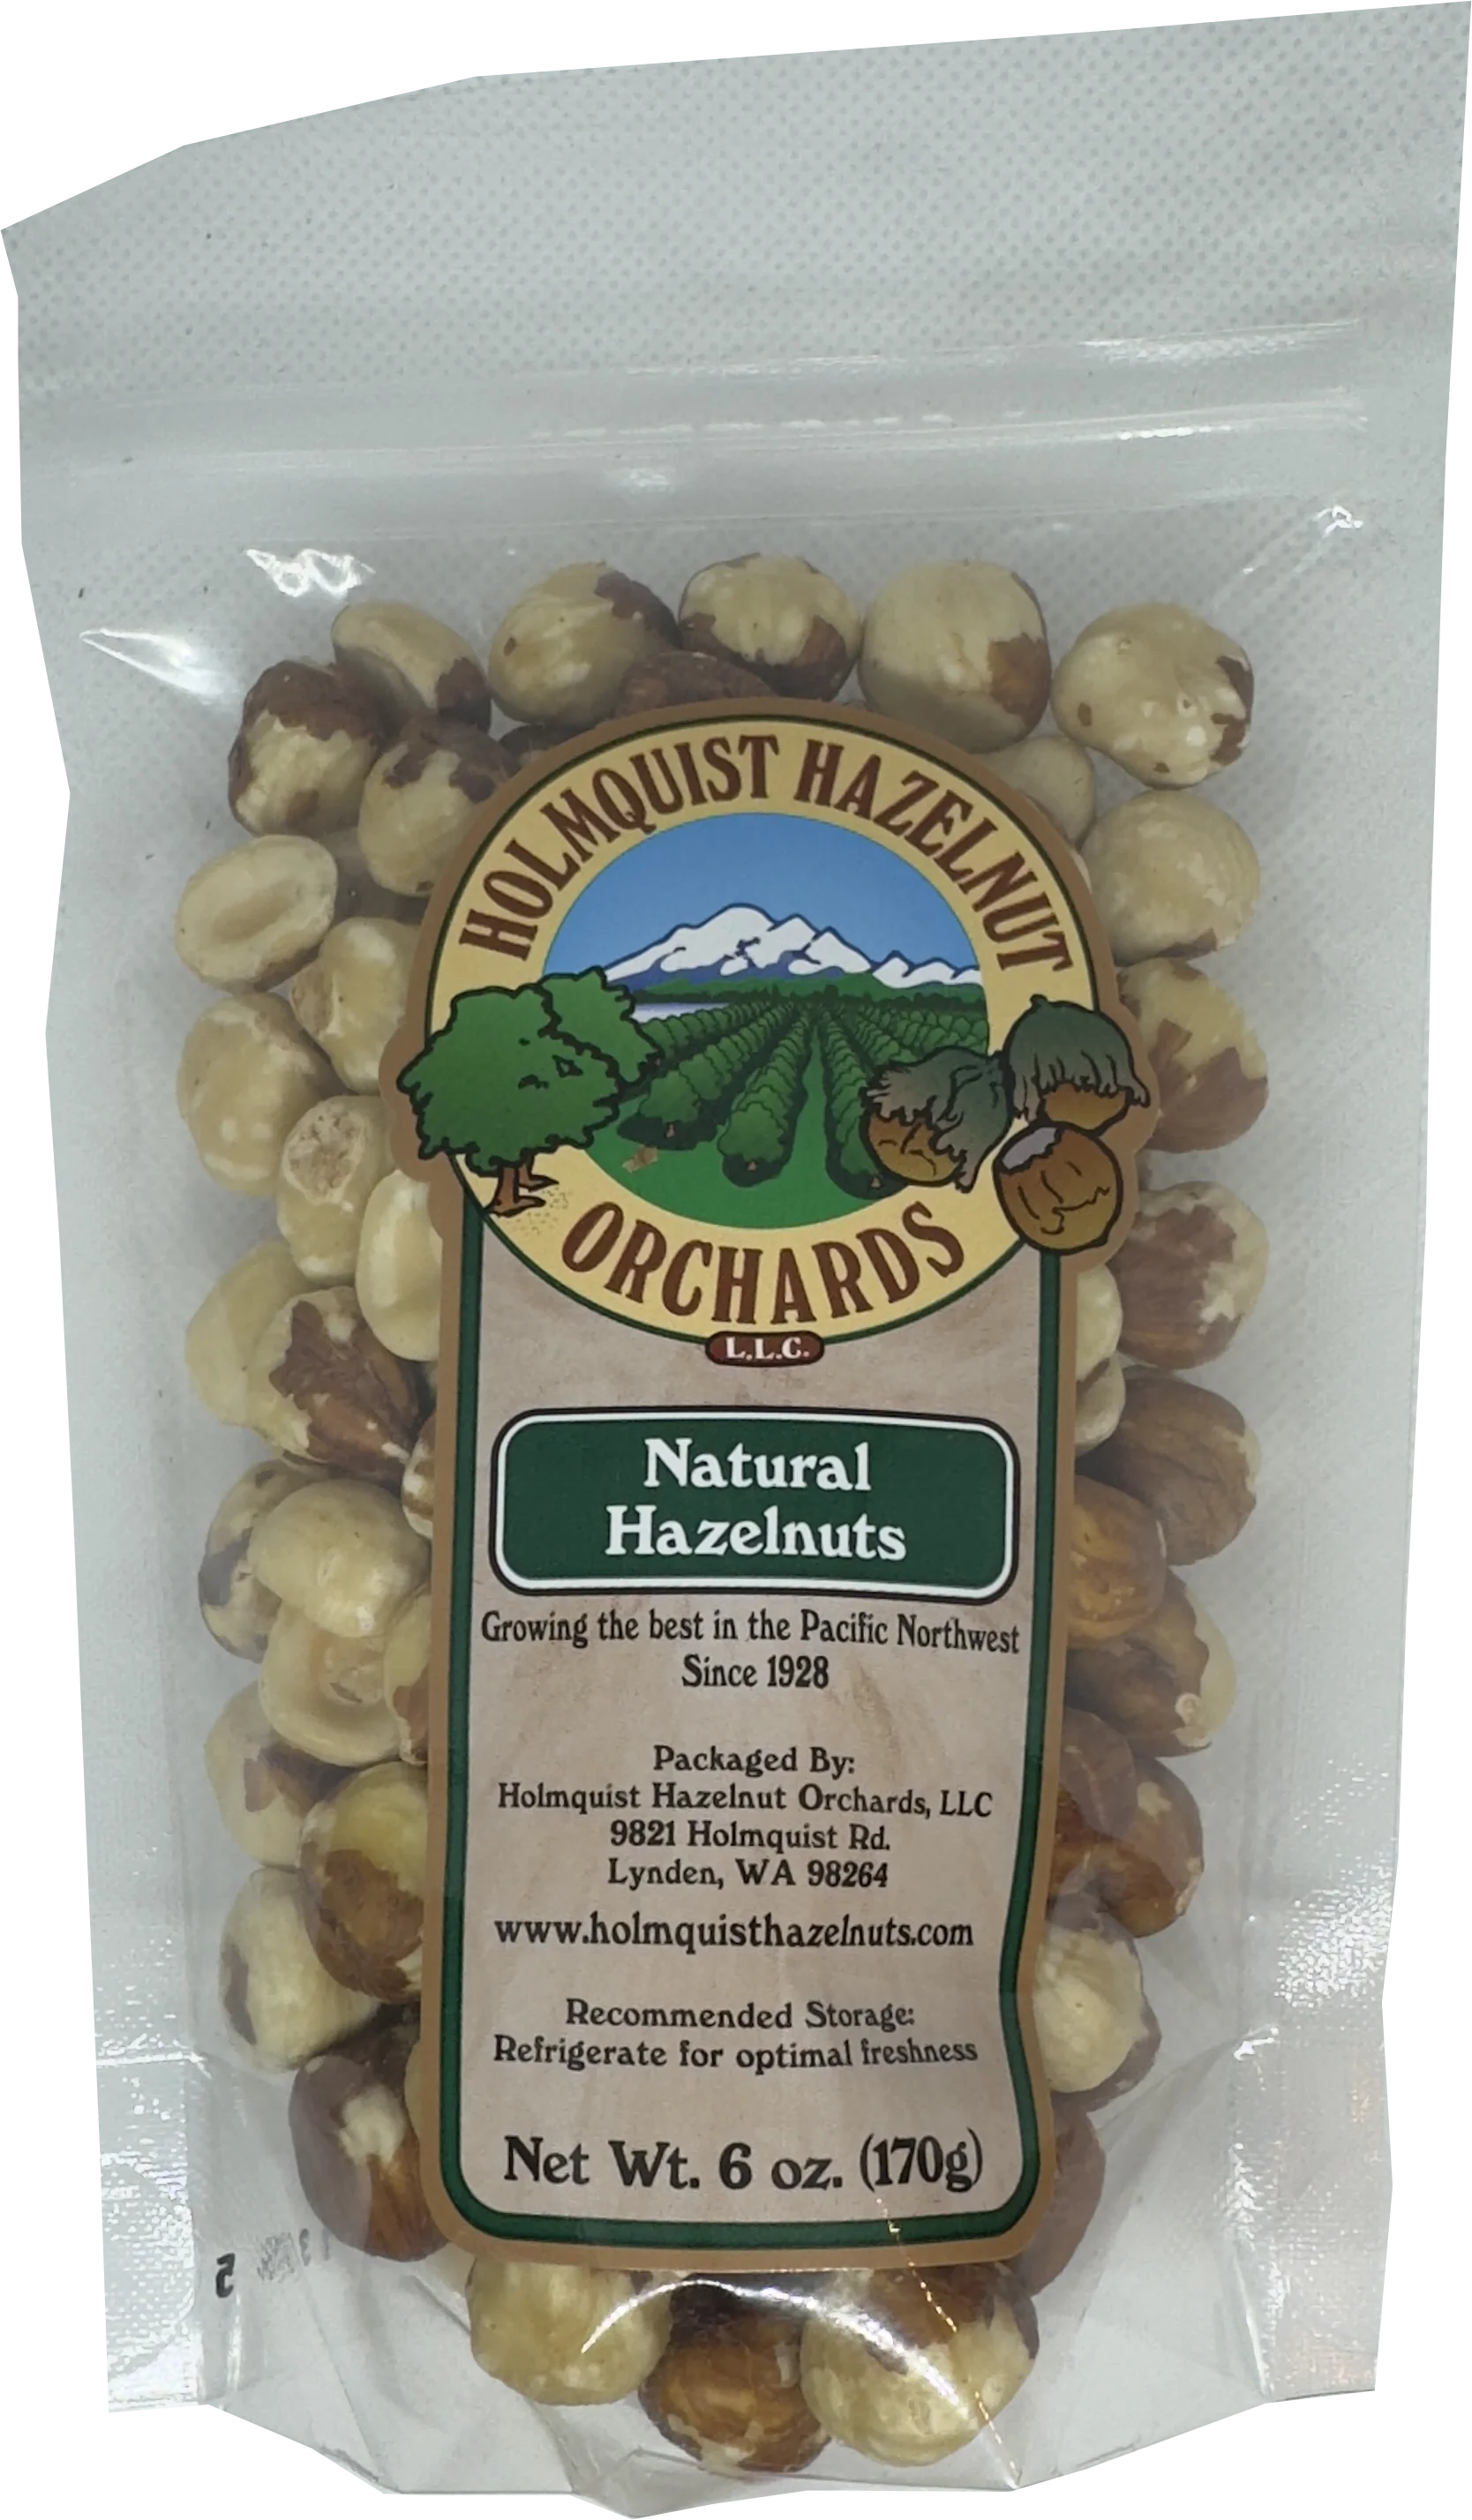 HOLMQUIST HAZELNUT
ORCHARDS
L.L.C.
Natural
Hazelnuts
Growing the best in the Pacific Northwest
Since 1928
Packaged By:
Holmquist Hazelnut Orchards, LLC
9821 Holmquist Rd.
Lynden, WA 98264
www.holmquisthazelnuts.com
Recommended Storage:
Refrigerate for optimal freshness
Net Wt. 6 oz. (170g)